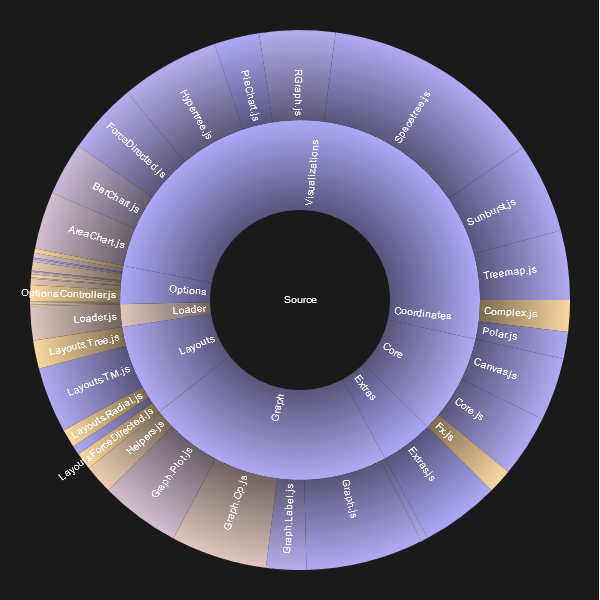 Source
Visualizations
Coordinates
Core
Extras
Graph
Layouts
Loader
Options
RGraph.js
Spacetree.js
Sunburst.js
Treemap.js
Complex.js
Polar.js
Canvas.js
Core.js
Fx.js
Extras.js
Graph.js
Graph.Label.js
Graph.Op.js
Graph.Plot.js
Helpers.js
Layouts.ForceDirected.js
Layouts.Radial.js
Layouts.TM.js
Layouts.Tree.js
Loader.js
Options.Controller.js
AreaChart.js
BarChart.js
ForceDirected.js
Hypertree.js
PieChart.js